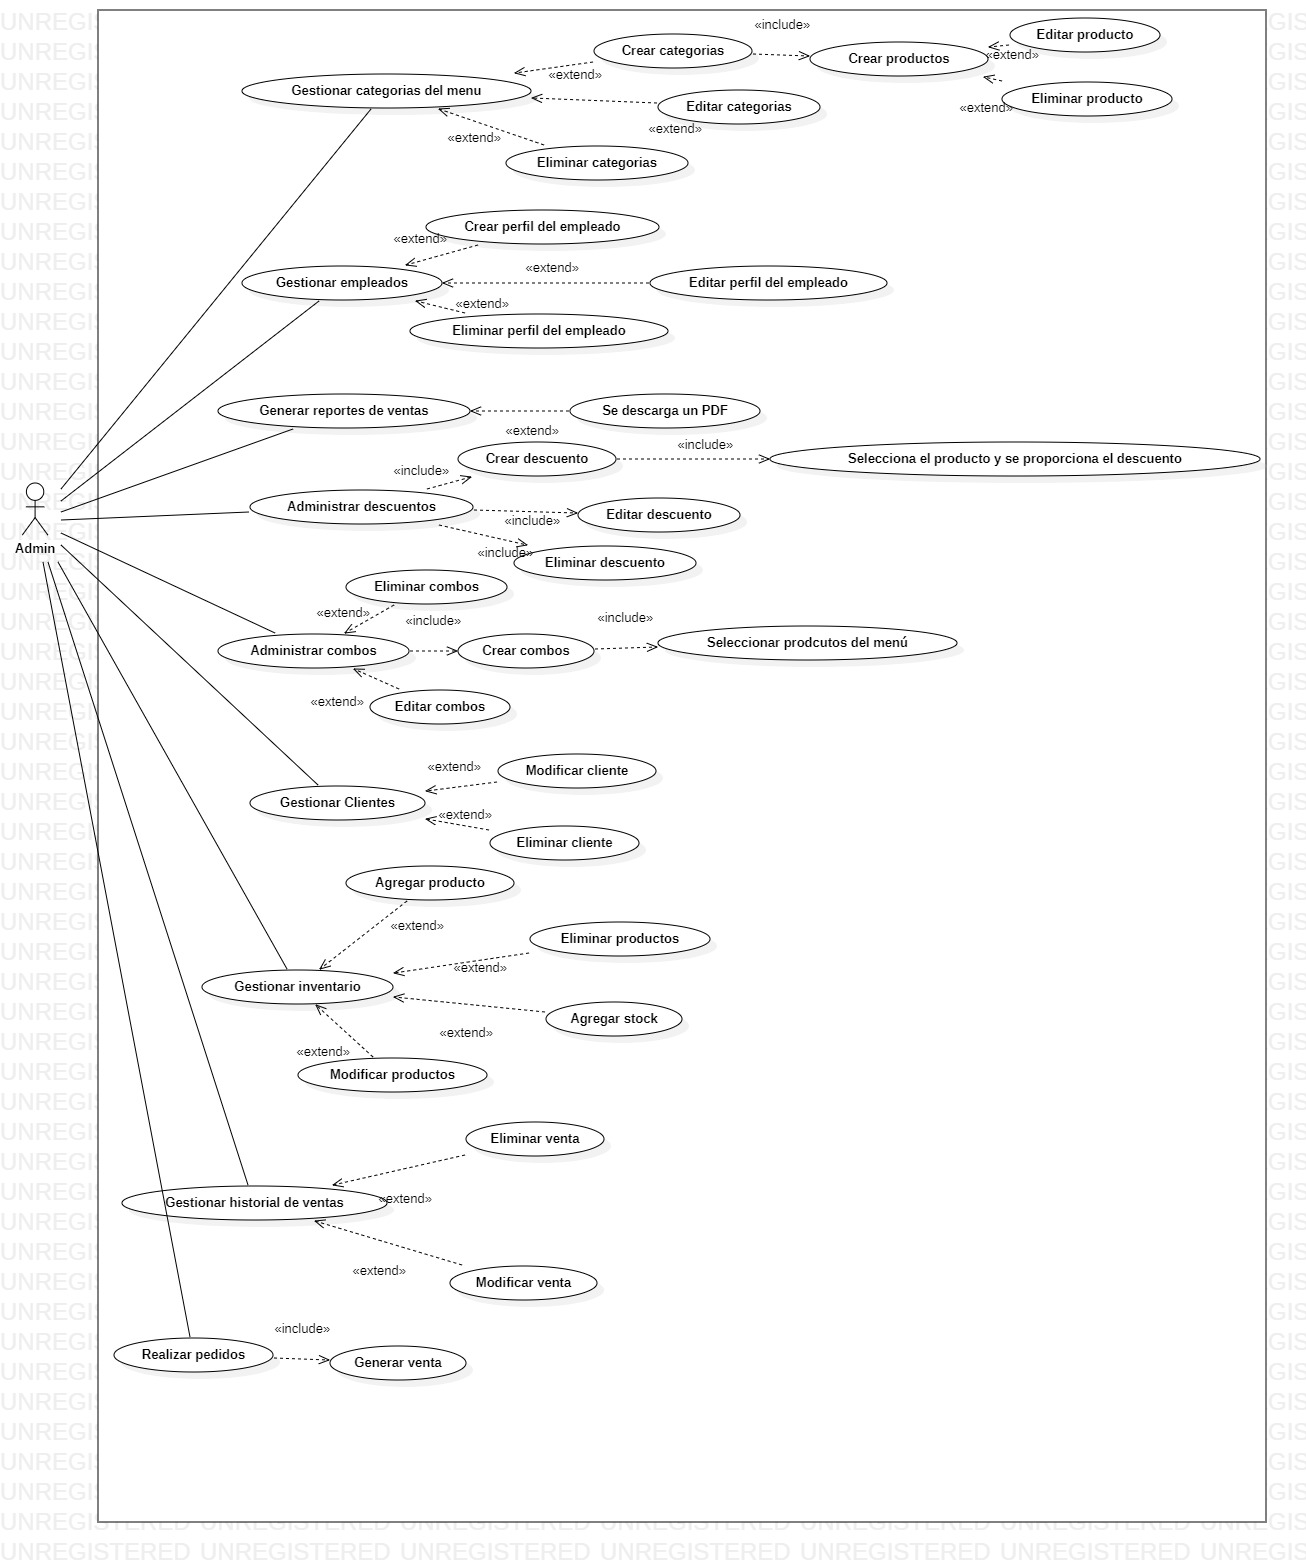 «include»
Editar producto
Crear categorias
Crear productos
«extend»
«extend»
Gestionar categorias del menu
Editar categorias
Eliminar producto
«extend»
«extend»
«extend»
Eliminar categorias
Crear perfil del empleado
«extend»
«extend»
Gestionar empleados
Editar perfil del empleado
«extend»
Eliminar perfil del empleado
Generar reportes de ventas
Se descarga un PDF
«extend»
«include»
Crear descuento
Selecciona el producto y se proporciona el descuento
«include»
Administrar descuentos
Editar descuento
«include»
Admin
«include»
Eliminar descuento
Eliminar combos
«extend»
«include»
«include»
Administrar combos
Crear combos
Seleccionar prodcutos del menú
«extend»
Editar combos
«extend»
Modificar cliente
Gestionar Clientes
«extend»
Eliminar cliente
Agregar producto
«extend»
Eliminar productos
«extend»
Gestionar inventario
Agregar stock
«extend»
«extend»
Modificar productos
Eliminar venta
Gestionar historial de ventas
«extend»
«extend»
Modificar venta
«include»
Realizar pedidos
Generar venta
UNREGISTERED UNREGISTERED UNREGISTERED UNREGISTERED UNREGISTERED UNREGISTERED UNREGIS